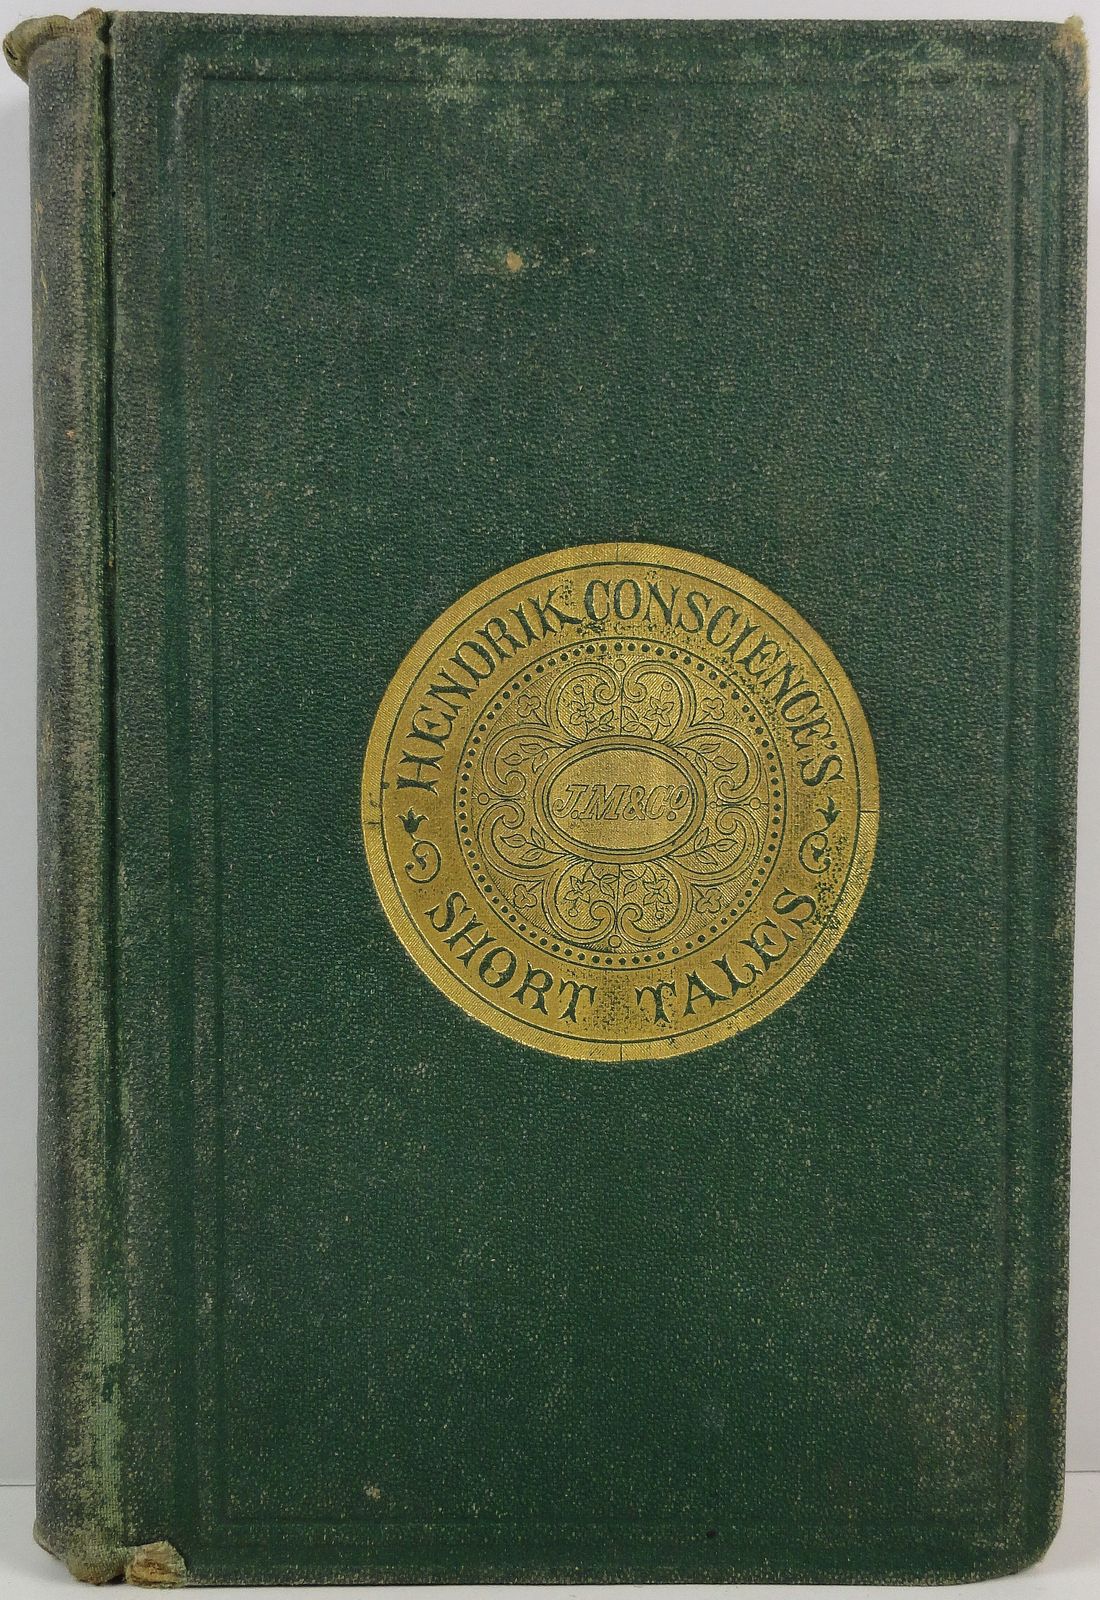 HENDRIK CONSCIENCE'S
J.M&Co.
SHORT TALES